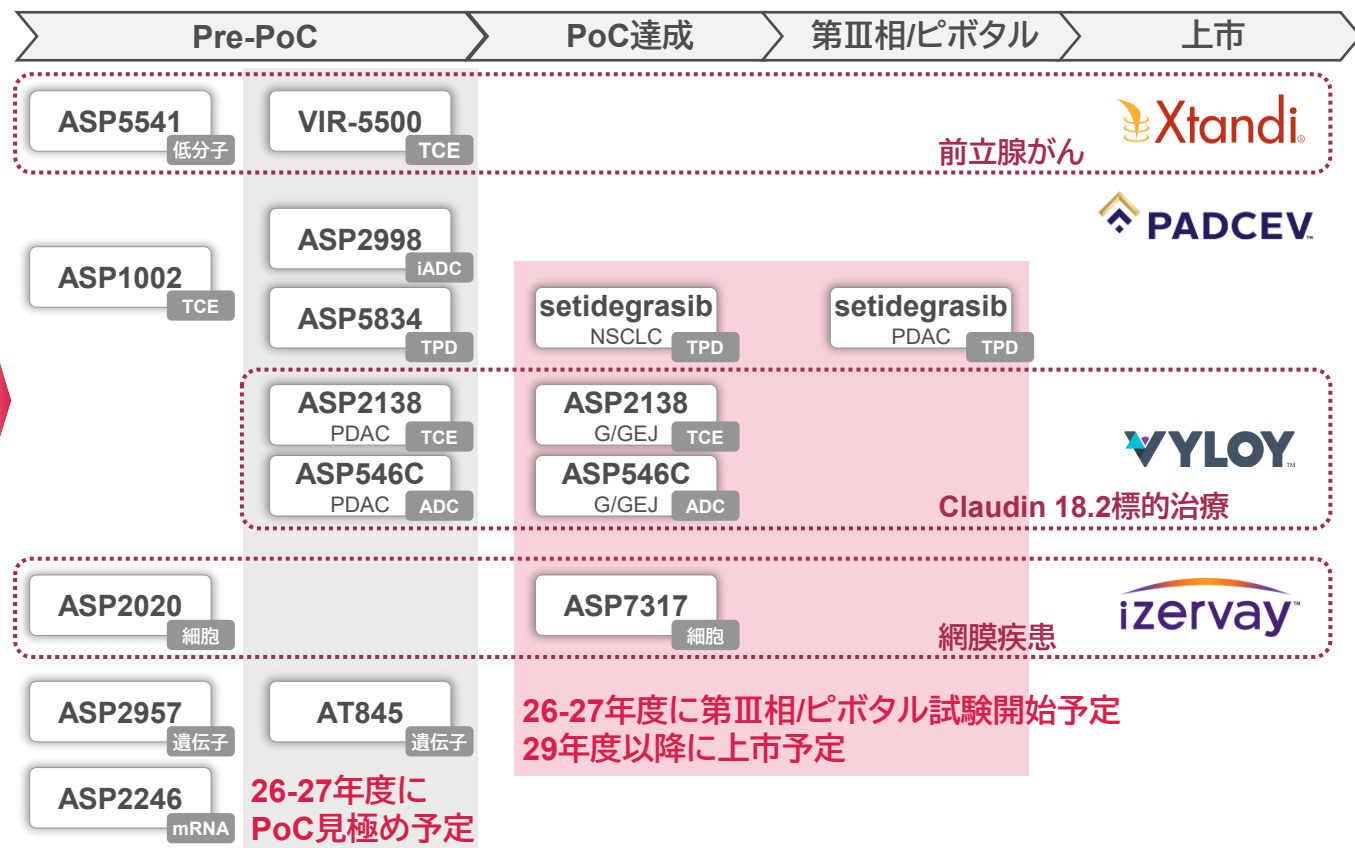 Pre-PoC
PoC達成
第Ⅲ相/ピボタル
上市
ASP5541
低分子
VIR-5500
TCE
前立腺がん
Xtandi®
PADCEV™
ASP1002
TCE
ASP2998
iADC
ASP5834
TPD
setidegrasib
NSCLC
TPD
setidegrasib
PDAC
TPD
ASP2138
PDAC
TCE
ASP2138
G/GEJ
TCE
ASP546C
PDAC
ADC
ASP546C
G/GEJ
ADC
VYLOY™
Claudin 18.2標的治療
ASP2020
細胞
ASP7317
細胞
網膜疾患
izervay™
ASP2957
遺伝子
AT845
遺伝子
26-27年度に第Ⅲ相/ピボタル試験開始予定
29年度以降に上市予定
ASP2246
mRNA
26-27年度に
PoC見極め予定